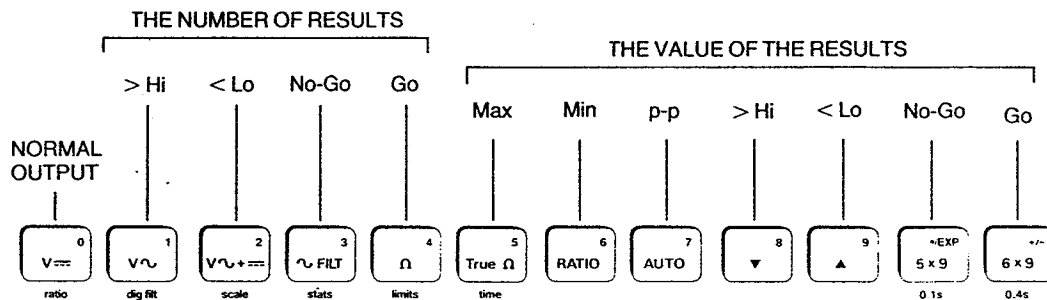 THE NUMBER OF RESULTS
THE VALUE OF THE RESULTS
> Hi < Lo No-Go Go
Max Min p-p > Hi < Lo No-Go Go
NORMAL
OUTPUT
0 1 2 3 4 5 6 7 8 9 •/EXP +/-
V⎓ V∿ V∿+⎓ ∿ FILT Ω True Ω RATIO AUTO ▼ ▲ 5 x 9 6 x 9
ratio dig filt scale stats limits time 0.1s 0.4s